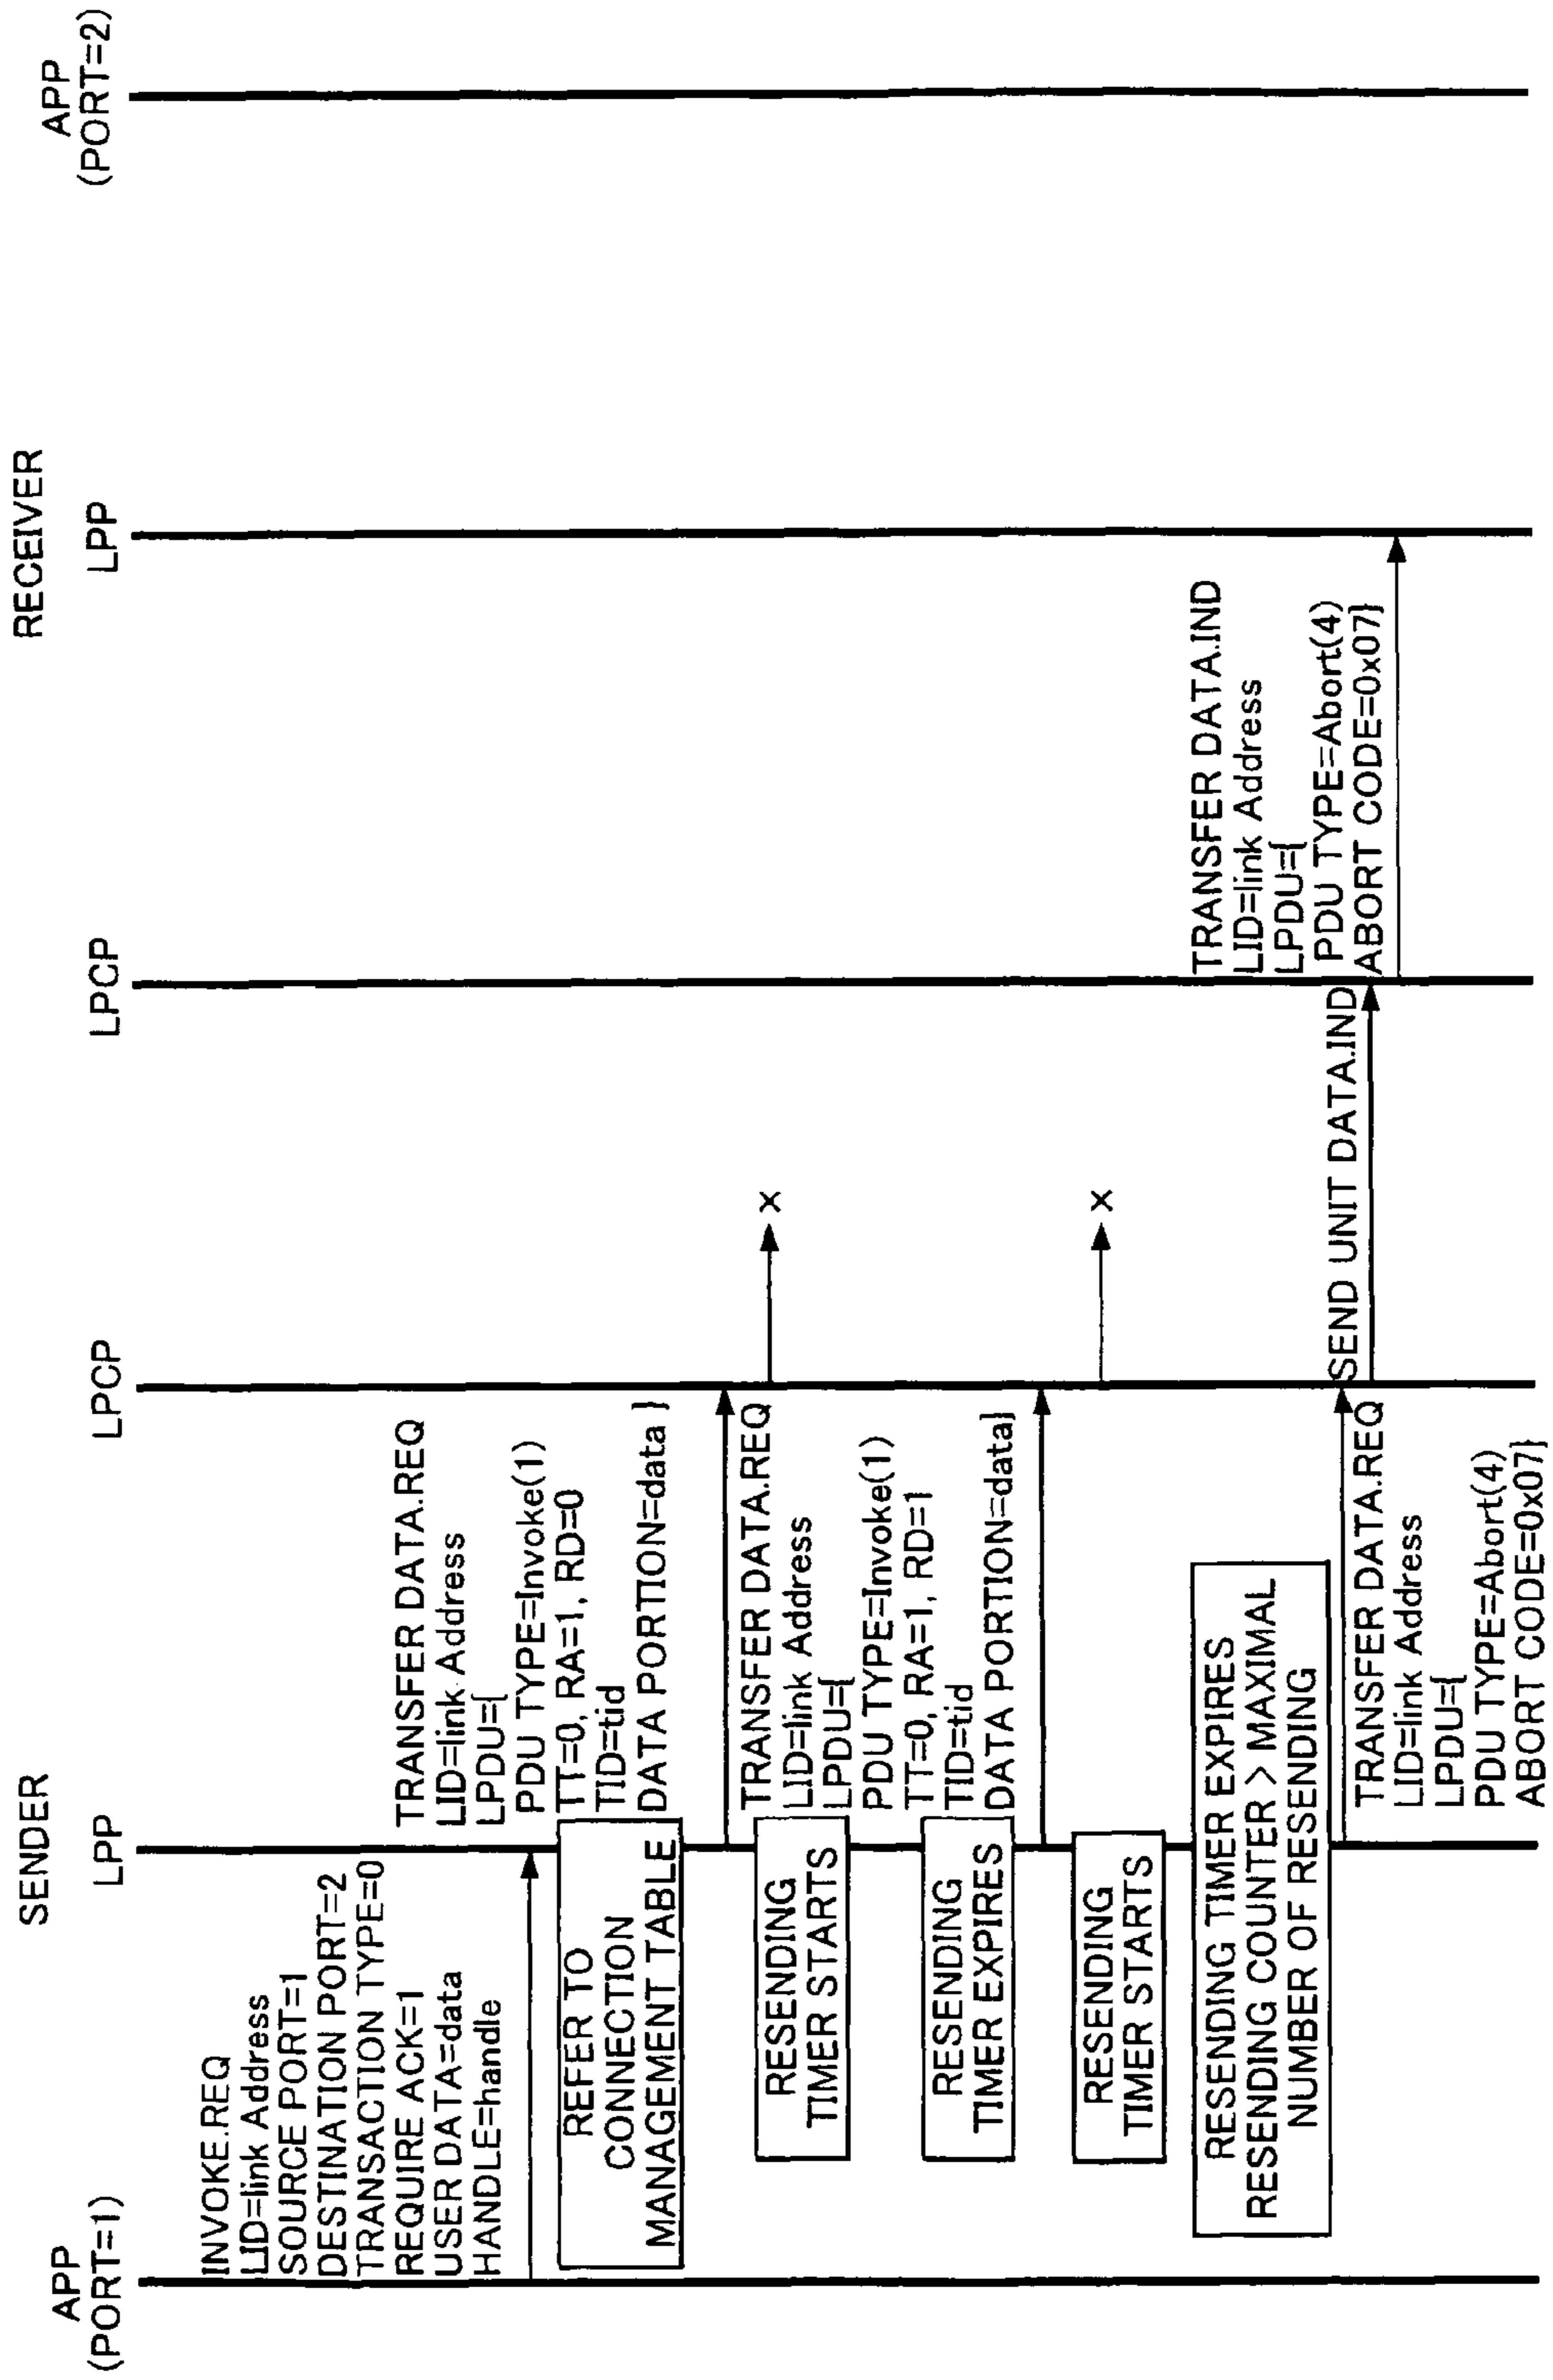 SENDER
RECEIVER
APP
(PORT=1)
LPP
LPCP
LPCP
LPP
APP
(PORT=2)
INVOKE.REQ
LID=link Address
SOURCE PORT=1
DESTINATION PORT=2
TRANSACTION TYPE=0
REQUIRE ACK=1
USER DATA=data
HANDLE=handle
REFER TO
CONNECTION
MANAGEMENT TABLE
TRANSFER DATA.REQ
LID=link Address
LPDU={
PDU TYPE=Invoke(1)
TT=0, RA=1, RD=0
TID=tid
DATA PORTION=data }
RESENDING
TIMER STARTS
×
RESENDING
TIMER EXPIRES
TRANSFER DATA.REQ
LID=link Address
LPDU={
PDU TYPE=Invoke(1)
TT=0, RA=1, RD=1
TID=tid
DATA PORTION=data}
RESENDING
TIMER STARTS
×
RESENDING TIMER EXPIRES
RESENDING COUNTER > MAXIMAL
NUMBER OF RESENDING
TRANSFER DATA.REQ
LID=link Address
LPDU={
PDU TYPE=Abort(4)
ABORT CODE=0x07}
SEND UNIT DATA.IND
TRANSFER DATA.IND
LID=link Address
LPDU={
PDU TYPE=Abort(4)
ABORT CODE=0x07}